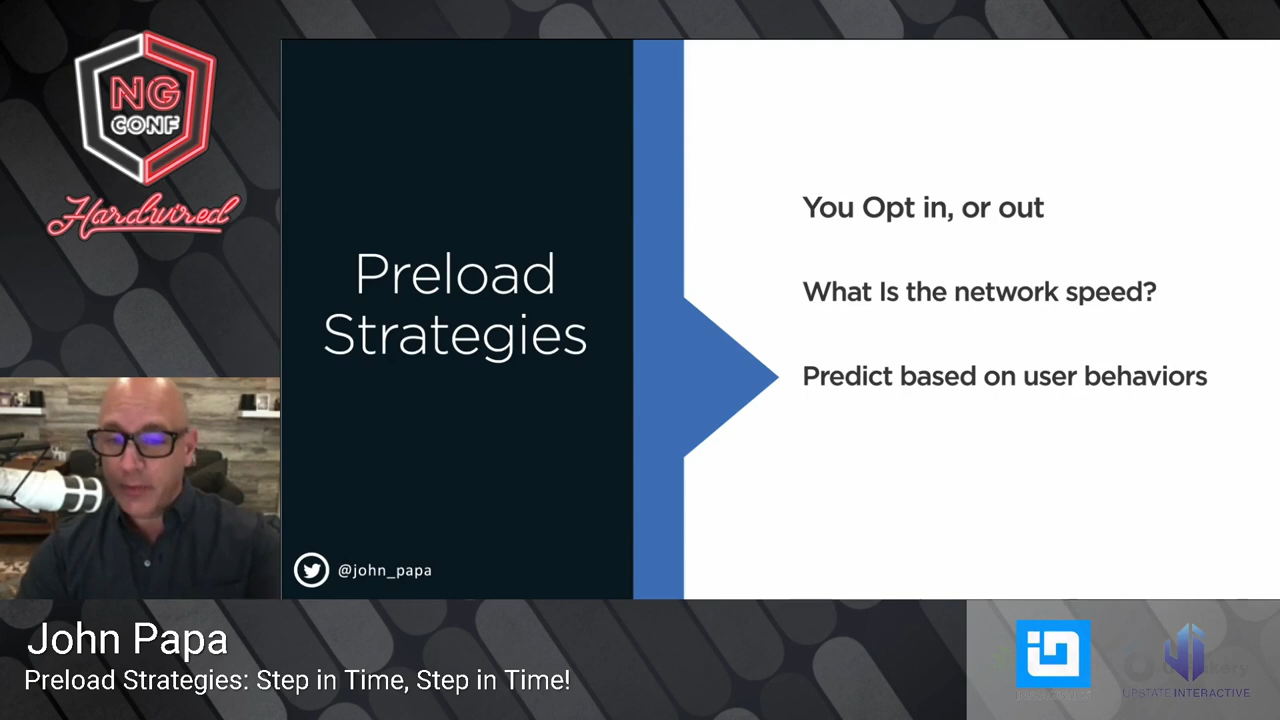 NG
CONF
Hardwired
Preload
Strategies
@john_papa
You Opt in, or out
What Is the network speed?
Predict based on user behaviors
John Papa
Preload Strategies: Step in Time, Step in Time!
UPSTATE INTERACTIVE